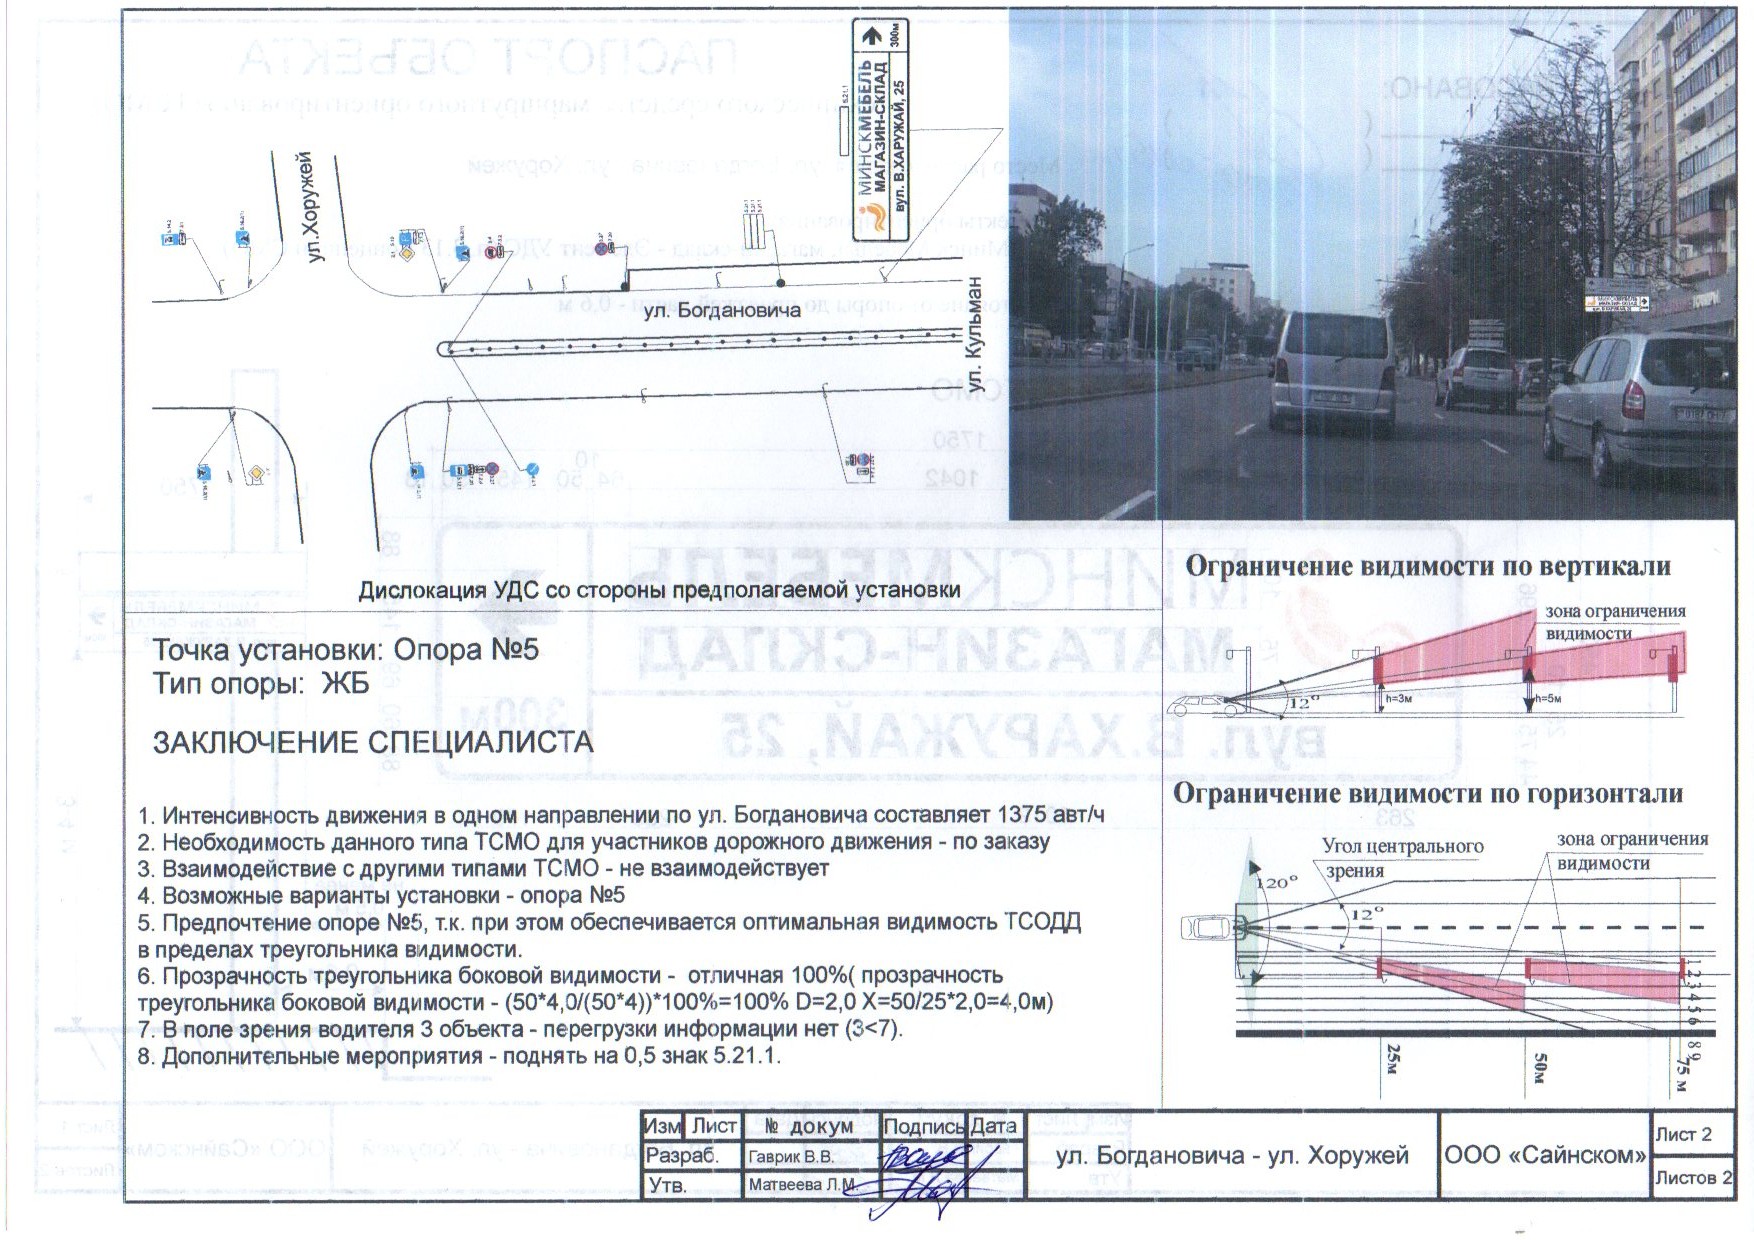 МИНСКМЕБЕЛЬ
МАГАЗИН-СКЛАД
вул. В.ХАРУЖАЙ, 25
300м
5.21.1
ул.Хоружей
ул. Богдановича
ул. Кульман
Дислокация УДС со стороны предполагаемой установки
Точка установки: Опора №5
Тип опоры: ЖБ
ЗАКЛЮЧЕНИЕ СПЕЦИАЛИСТА
1. Интенсивность движения в одном направлении по ул. Богдановича составляет 1375 авт/ч
2. Необходимость данного типа ТСМО для участников дорожного движения - по заказу
3. Взаимодействие с другими типами ТСМО - не взаимодействует
4. Возможные варианты установки - опора №5
5. Предпочтение опоре №5, т.к. при этом обеспечивается оптимальная видимость ТСОДД
в пределах треугольника видимости.
6. Прозрачность треугольника боковой видимости - отличная 100%( прозрачность
треугольника боковой видимости - (50*4,0/(50*4))*100%=100% D=2,0 X=50/25*2,0=4,0м)
7. В поле зрения водителя 3 объекта - перегрузки информации нет (3<7).
8. Дополнительные мероприятия - поднять на 0,5 знак 5.21.1.
Ограничение видимости по вертикали
зона ограничения
видимости
12°
h=3м
h=5м
Ограничение видимости по горизонтали
Угол центрального
зрения
зона ограничения
видимости
120°
12°
1 2 3 4 5 6 8 9
25м
50м
75 м
Изм Лист № докум Подпись Дата
Разраб. Гаврик В.В.
Утв. Матвеева Л.М.
ул. Богдановича - ул. Хоружей
ООО «Сайнском»
Лист 2
Листов 2